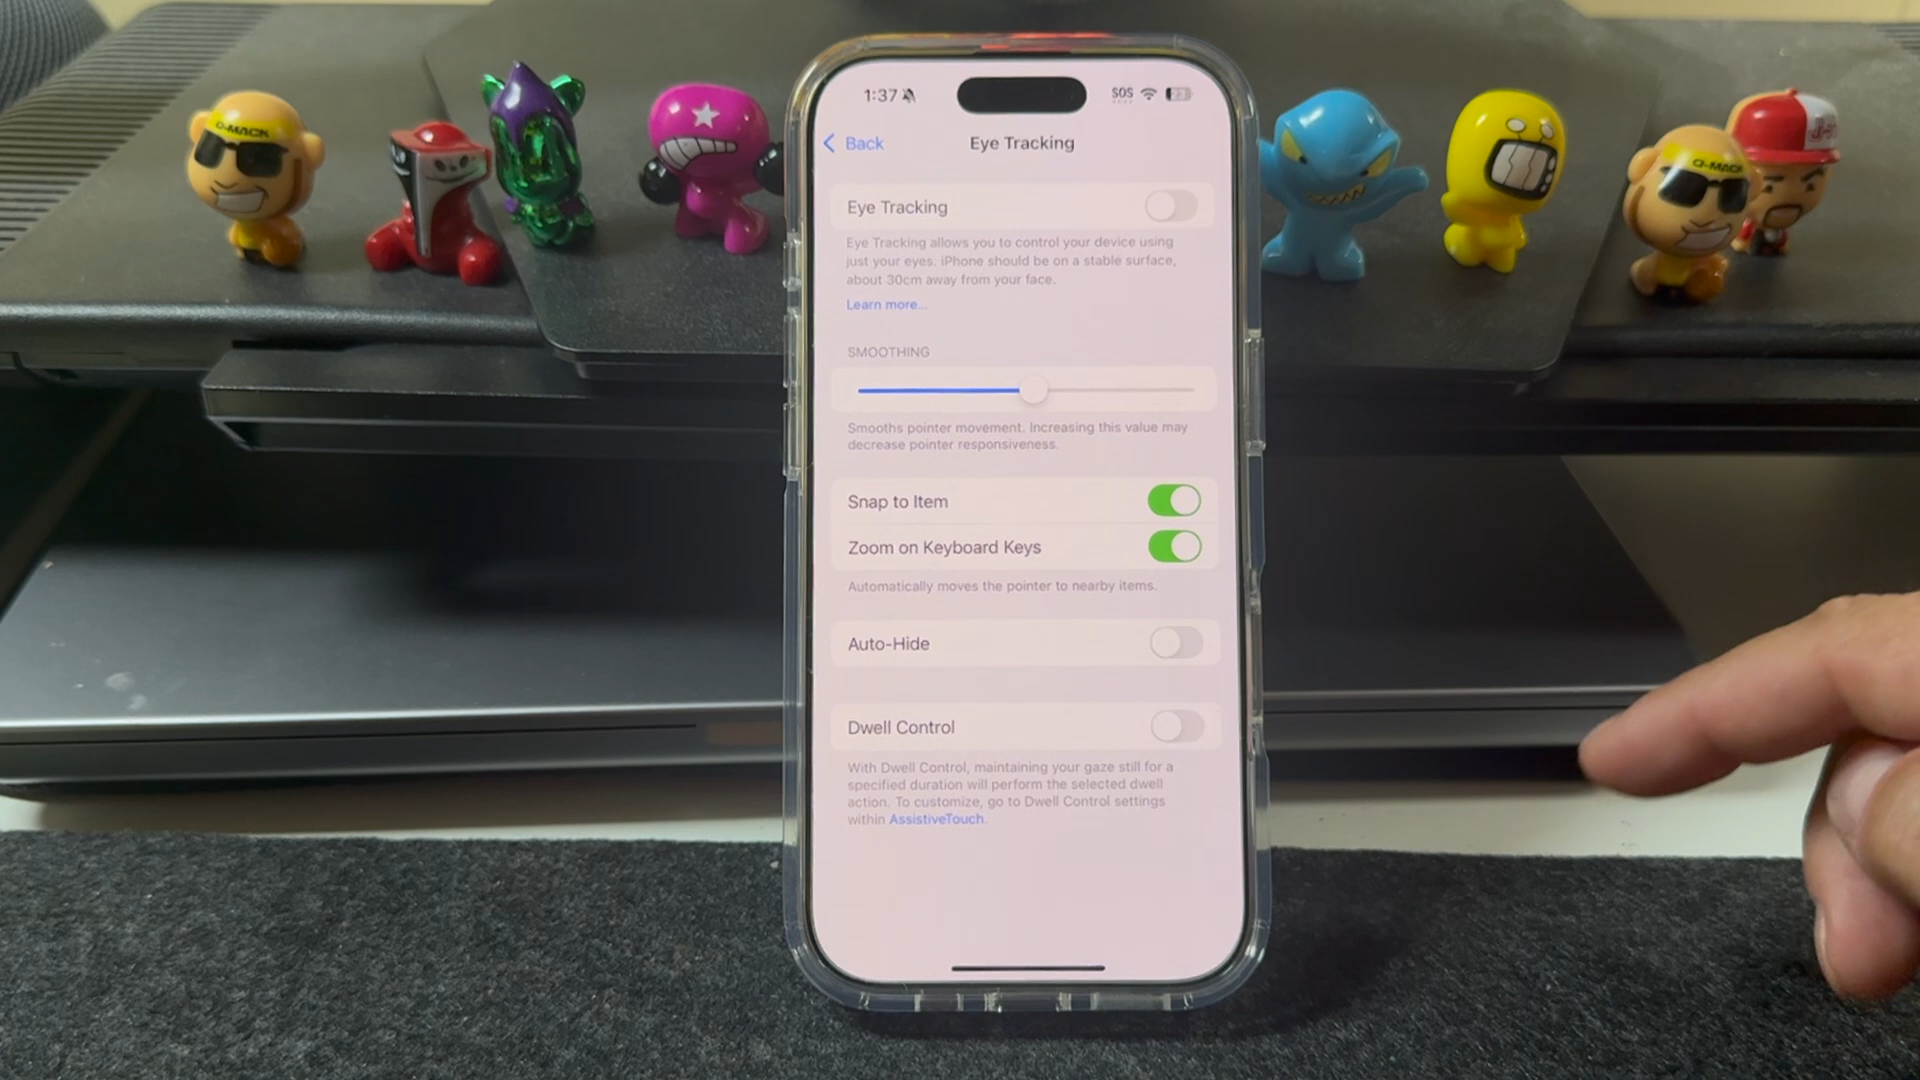 1:37
SOS
23
Back
Eye Tracking
Eye Tracking
Eye Tracking allows you to control your device using
just your eyes. iPhone should be on a stable surface,
about 30cm away from your face.
Learn more...
SMOOTHING
Smooths pointer movement. Increasing this value may
decrease pointer responsiveness.
Snap to Item
Zoom on Keyboard Keys
Automatically moves the pointer to nearby items.
Auto-Hide
Dwell Control
With Dwell Control, maintaining your gaze still for a
specified duration will perform the selected dwell
action. To customize, go to Dwell Control settings
within AssistiveTouch.
Q-MACK
Q-MACK